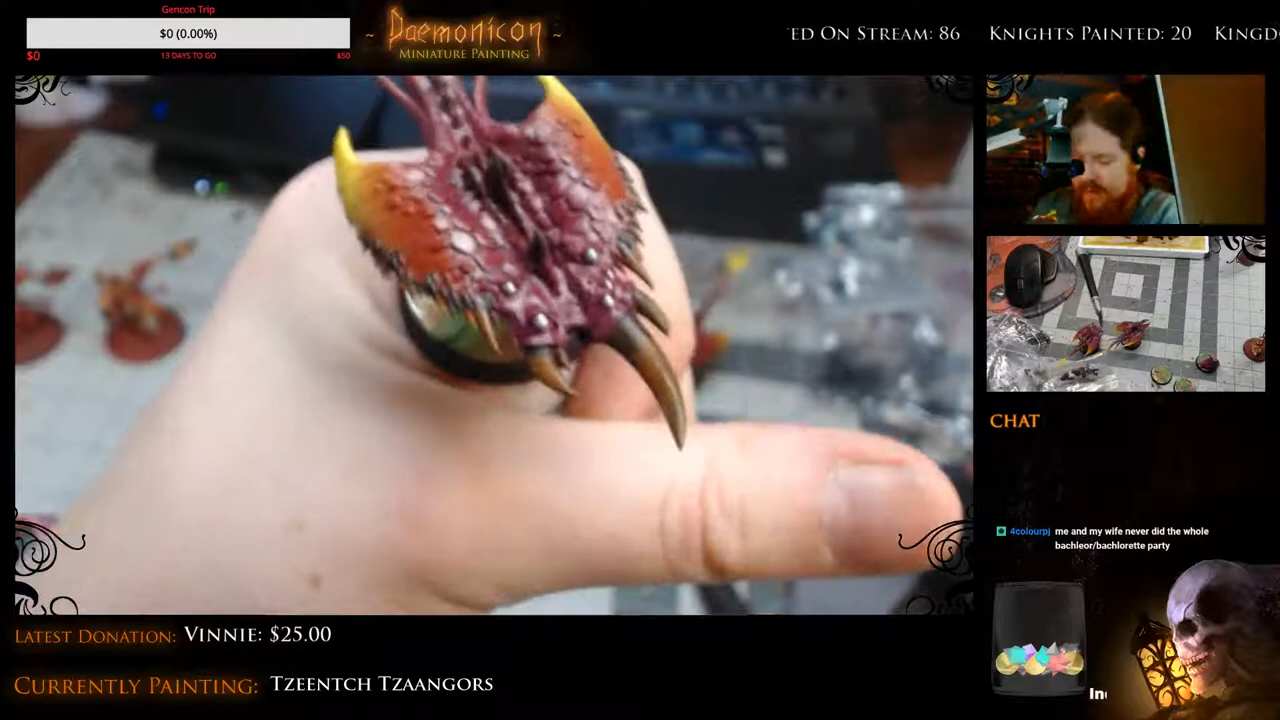 Gencon Trip
$0 (0.00%)
$0 13 DAYS TO GO $50
~ Daemonicon ~
MINIATURE PAINTING
ED ON STREAM: 86 KNIGHTS PAINTED: 20 KINGD
CHAT
4colourpj me and my wife never did the whole
bachleor/bachlorette party
LATEST DONATION: VINNIE: $25.00
CURRENTLY PAINTING: TZEENTCH TZAANGORS